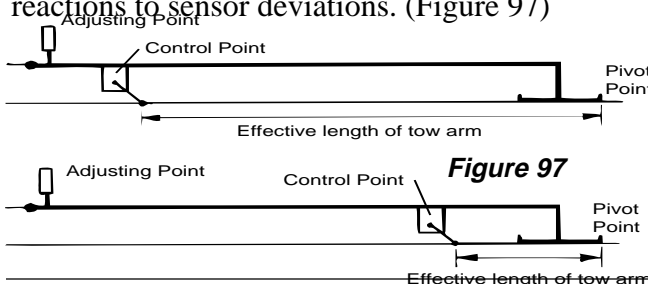 reactions to sensor deviations. (Figure 97)
Adjusting Point
Control Point
Pivot
Point
Effective length of tow arm
Adjusting Point
Control Point
Figure 97
Pivot
Point
Effective length of tow arm